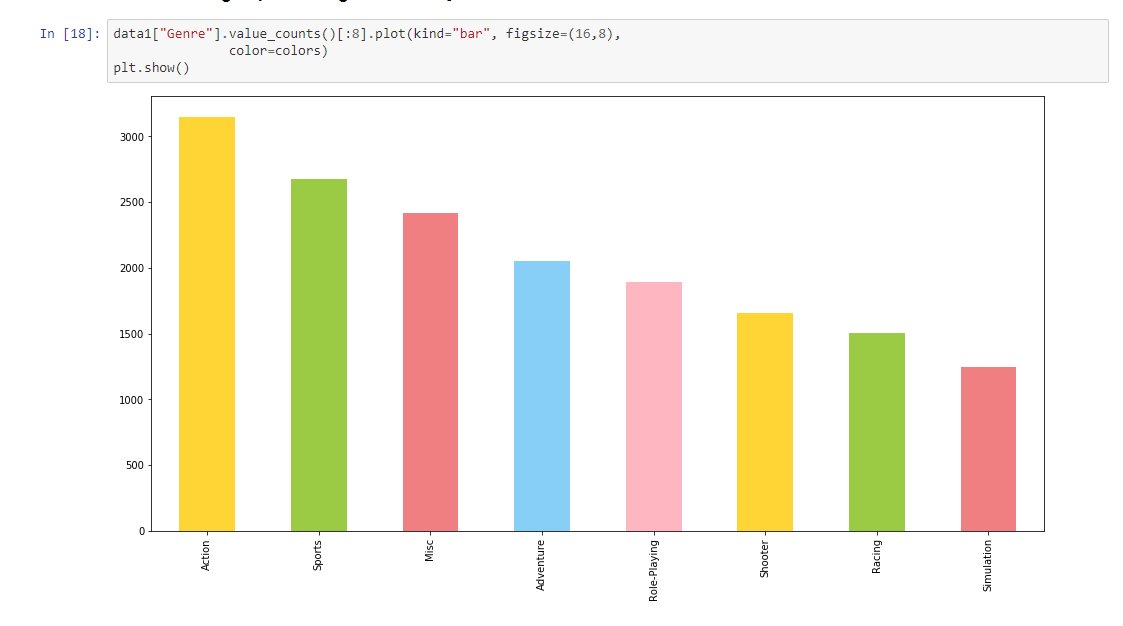 In [18]: data1["Genre"].value_counts()[:8].plot(kind="bar", figsize=(16,8),
color=colors)
plt.show()
3000
2500
2000
1500
1000
500
0
Action
Sports
Misc
Adventure
Role-Playing
Shooter
Racing
Simulation